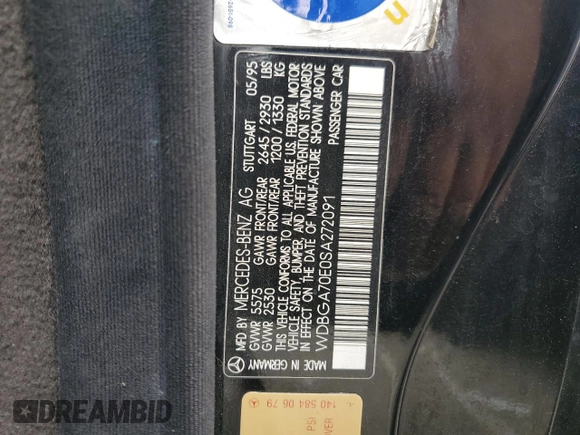 MFD BY MERCEDES-BENZ AG STUTTGART 05/95
GVWR 5575 GAWR FRONT/REAR 2645/2930 LBS
GVWR 2530 GAWR FRONT/REAR 1200/1330 KG
THIS VEHICLE CONFORMS TO ALL APPLICABLE U.S. FEDERAL MOTOR
VEHICLE SAFETY, BUMPER, AND THEFT PREVENTION STANDARDS
IN EFFECT ON THE DATE OF MANUFACTURE SHOWN ABOVE
WDBGA70E0SA272091 PASSENGER CAR
MADE IN GERMANY
n
140 584 06 79
PSI
VER
DREAMBID